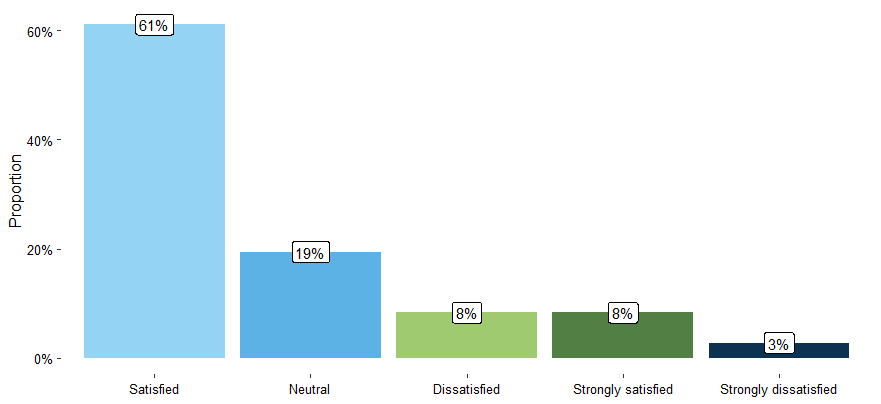 Proportion
60%
40%
20%
0%
61%
19%
8%
8%
3%
Satisfied
Neutral
Dissatisfied
Strongly satisfied
Strongly dissatisfied